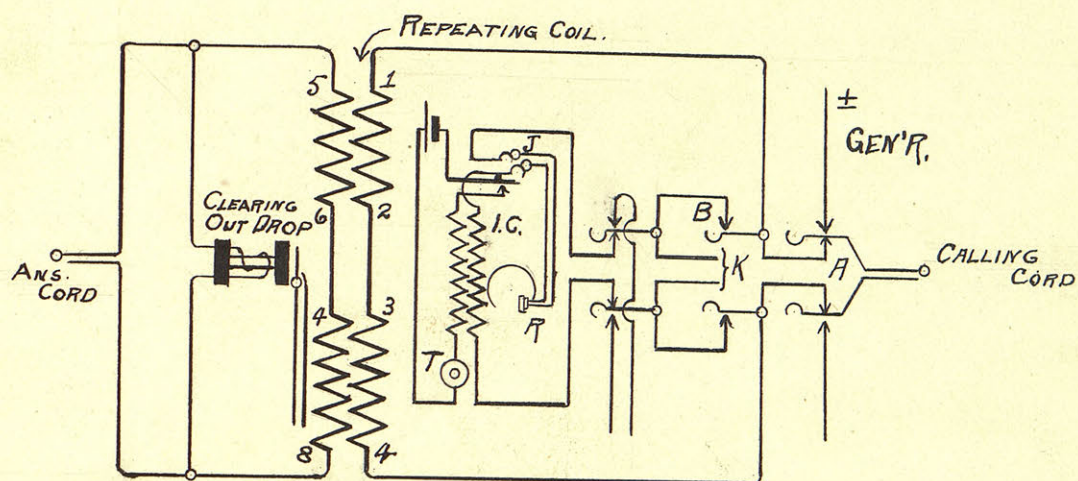 REPEATING COIL.
5
1
±
GEN'R.
J
CLEARING
OUT DROP
6
2
I.C.
B
K
A
ANS.
CORD
CALLING
CORD
4
3
R
T
8
4